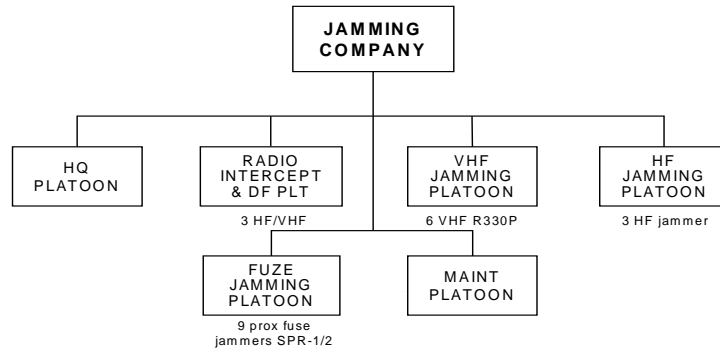 JAMMING
COMPANY
HQ
PLATOON
RADIO
INTERCEPT
& DF PLT
3 HF/VHF
VHF
JAMMING
PLATOON
6 VHF R330P
HF
JAMMING
PLATOON
3 HF jammer
FUZE
JAMMING
PLATOON
9 prox fuse
jammers SPR-1/2
MAINT
PLATOON